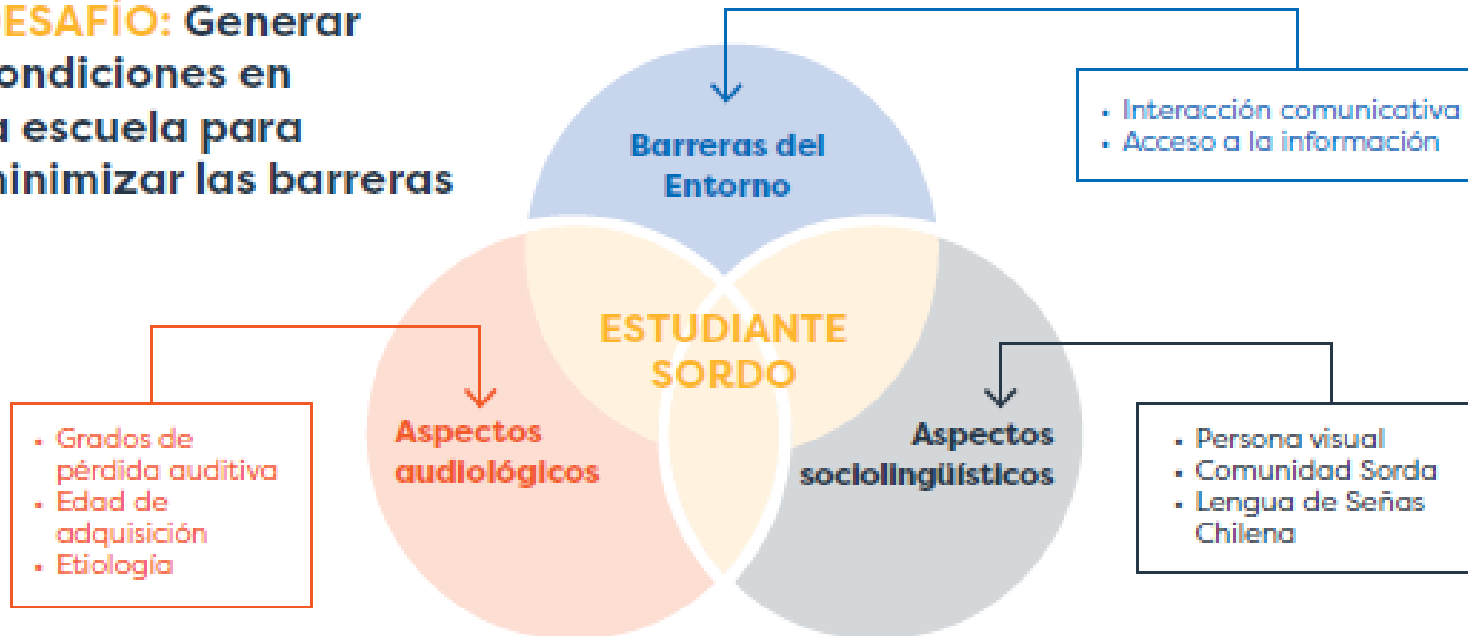 ESAFÍO: Generar
ondiciones en
a escuela para
inimizar las barreras
Barreras del
Entorno
• Interacción comunicativa
• Acceso a la información
ESTUDIANTE
SORDO
Aspectos
audiológicos
Aspectos
sociolingüísticos
• Grados de
pérdida auditiva
• Edad de
adquisición
• Etiología
• Persona visual
• Comunidad Sorda
• Lengua de Señas
Chilena